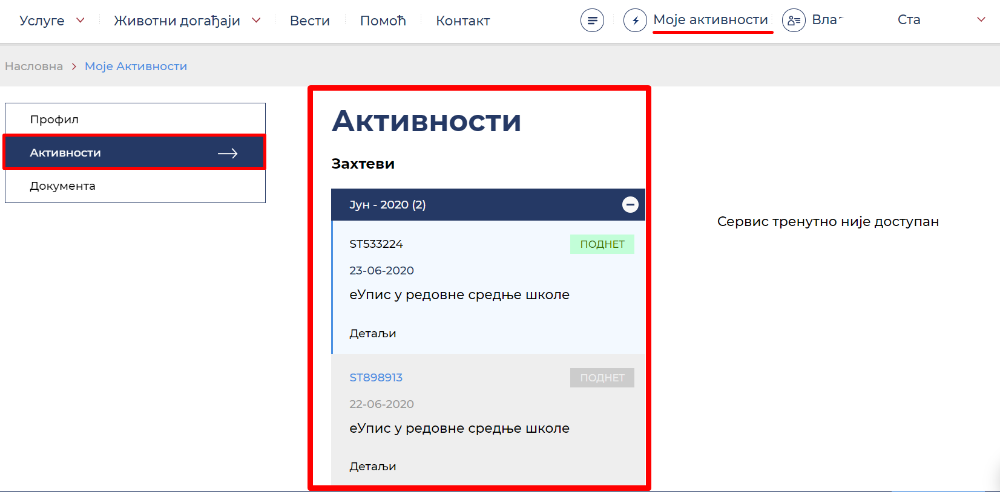 Услуге
Животни догађаји
Вести
Помоћ
Контакт
Моје активности
Ста
Насловна > Моје Активности
Профил
Активности
Документа
Активности
Захтеви
Јун - 2020 (2)
ST533224
ПОДНЕТ
23-06-2020
еУпис у редовне средње школе
Детаљи
ST898913
ПОДНЕТ
22-06-2020
еУпис у редовне средње школе
Детаљи
Сервис тренутно није доступан